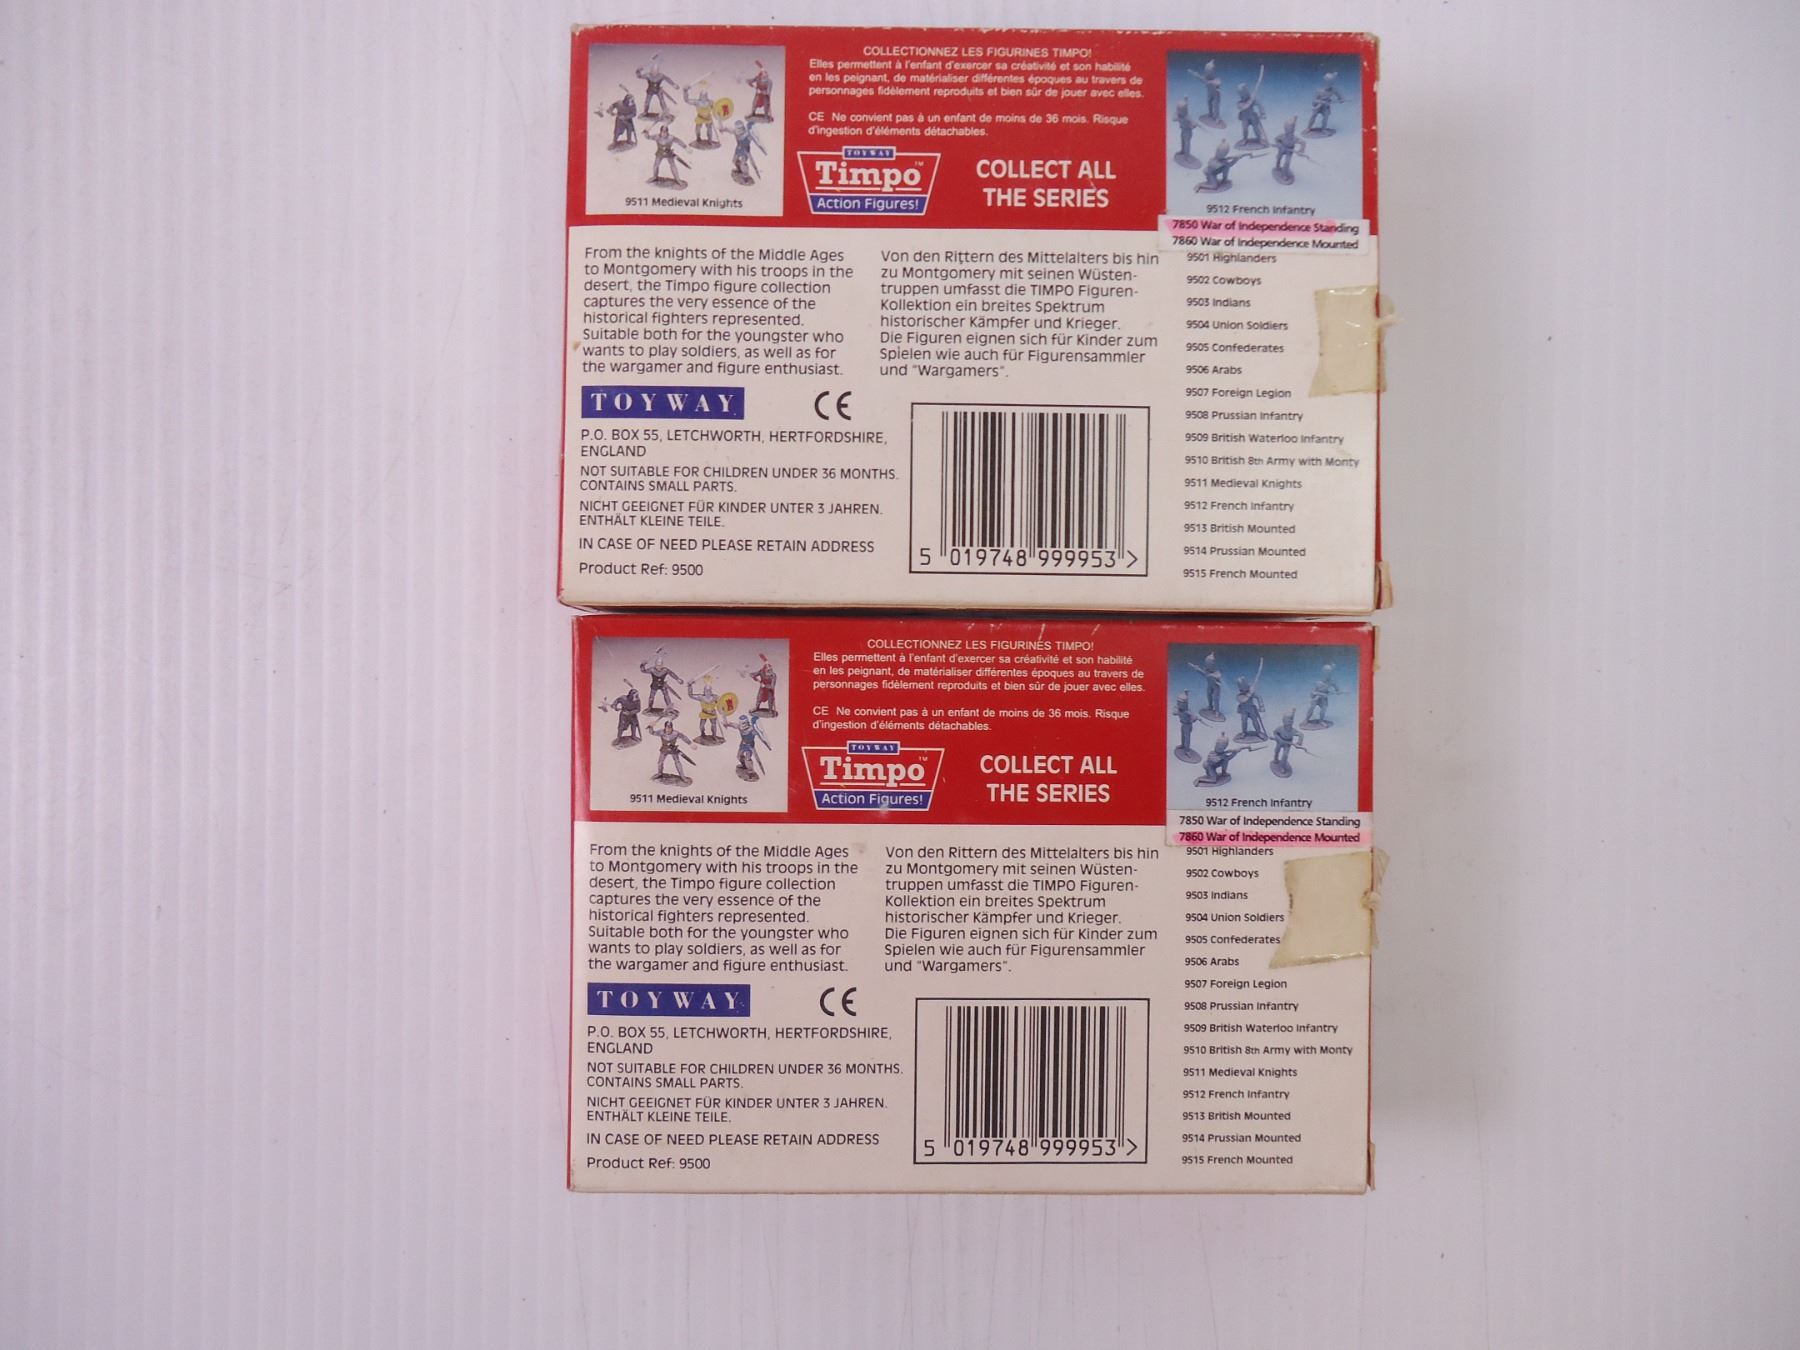 COLLECTIONNEZ LES FIGURINES TIMPO!
Elles permettent à l'enfant d'exercer sa créativité et son habilité
en les peignant, de matérialiser différentes époques au travers de
personnages fidèlement reproduits et bien sûr de jouer avec elles.
CE Ne convient pas à un enfant de moins de 36 mois. Risque
d'ingestion d'éléments détachables.
9511 Medieval Knights
TOYWAY
Timpo™
Action Figures!
COLLECT ALL
THE SERIES
9512 French Infantry
7850 War of Independence Standing
7860 War of Independence Mounted
From the knights of the Middle Ages
to Montgomery with his troops in the
desert, the Timpo figure collection
captures the very essence of the
historical fighters represented.
Suitable both for the youngster who
wants to play soldiers, as well as for
the wargamer and figure enthusiast.
Von den Rittern des Mittelalters bis hin
zu Montgomery mit seinen Wüsten-
truppen umfasst die TIMPO Figuren-
Kollektion ein breites Spektrum
historischer Kämpfer und Krieger.
Die Figuren eignen sich für Kinder zum
Spielen wie auch für Figurensammler
und "Wargamers".
9501 Highlanders
9502 Cowboys
9503 Indians
9504 Union Soldiers
9505 Confederates
9506 Arabs
9507 Foreign Legion
9508 Prussian Infantry
9509 British Waterloo Infantry
9510 British 8th Army with Monty
9511 Medieval Knights
9512 French Infantry
9513 British Mounted
9514 Prussian Mounted
9515 French Mounted
TOYWAY
CE
P.O. BOX 55, LETCHWORTH, HERTFORDSHIRE,
ENGLAND
NOT SUITABLE FOR CHILDREN UNDER 36 MONTHS.
CONTAINS SMALL PARTS.
NICHT GEEIGNET FÜR KINDER UNTER 3 JAHREN.
ENTHÄLT KLEINE TEILE.
IN CASE OF NEED PLEASE RETAIN ADDRESS
Product Ref: 9500
5 019748 999953 >
COLLECTIONNEZ LES FIGURINES TIMPO!
Elles permettent à l'enfant d'exercer sa créativité et son habilité
en les peignant, de matérialiser différentes époques au travers de
personnages fidèlement reproduits et bien sûr de jouer avec elles.
CE Ne convient pas à un enfant de moins de 36 mois. Risque
d'ingestion d'éléments détachables.
9511 Medieval Knights
TOYWAY
Timpo™
Action Figures!
COLLECT ALL
THE SERIES
9512 French Infantry
7850 War of Independence Standing
7860 War of Independence Mounted
From the knights of the Middle Ages
to Montgomery with his troops in the
desert, the Timpo figure collection
captures the very essence of the
historical fighters represented.
Suitable both for the youngster who
wants to play soldiers, as well as for
the wargamer and figure enthusiast.
Von den Rittern des Mittelalters bis hin
zu Montgomery mit seinen Wüsten-
truppen umfasst die TIMPO Figuren-
Kollektion ein breites Spektrum
historischer Kämpfer und Krieger.
Die Figuren eignen sich für Kinder zum
Spielen wie auch für Figurensammler
und "Wargamers".
9501 Highlanders
9502 Cowboys
9503 Indians
9504 Union Soldiers
9505 Confederates
9506 Arabs
9507 Foreign Legion
9508 Prussian Infantry
9509 British Waterloo Infantry
9510 British 8th Army with Monty
9511 Medieval Knights
9512 French Infantry
9513 British Mounted
9514 Prussian Mounted
9515 French Mounted
TOYWAY
CE
P.O. BOX 55, LETCHWORTH, HERTFORDSHIRE,
ENGLAND
NOT SUITABLE FOR CHILDREN UNDER 36 MONTHS.
CONTAINS SMALL PARTS.
NICHT GEEIGNET FÜR KINDER UNTER 3 JAHREN.
ENTHÄLT KLEINE TEILE.
IN CASE OF NEED PLEASE RETAIN ADDRESS
Product Ref: 9500
5 019748 999953 >